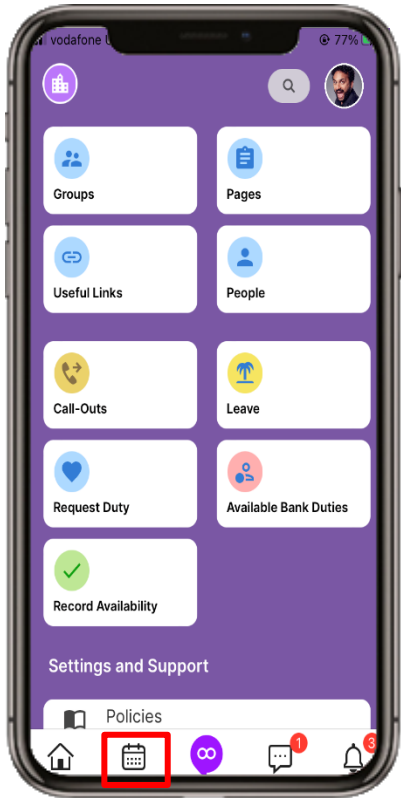 vodafone
77%
Groups
Pages
Useful Links
People
Call-Outs
Leave
Request Duty
Available Bank Duties
Record Availability
Settings and Support
Policies
1
3